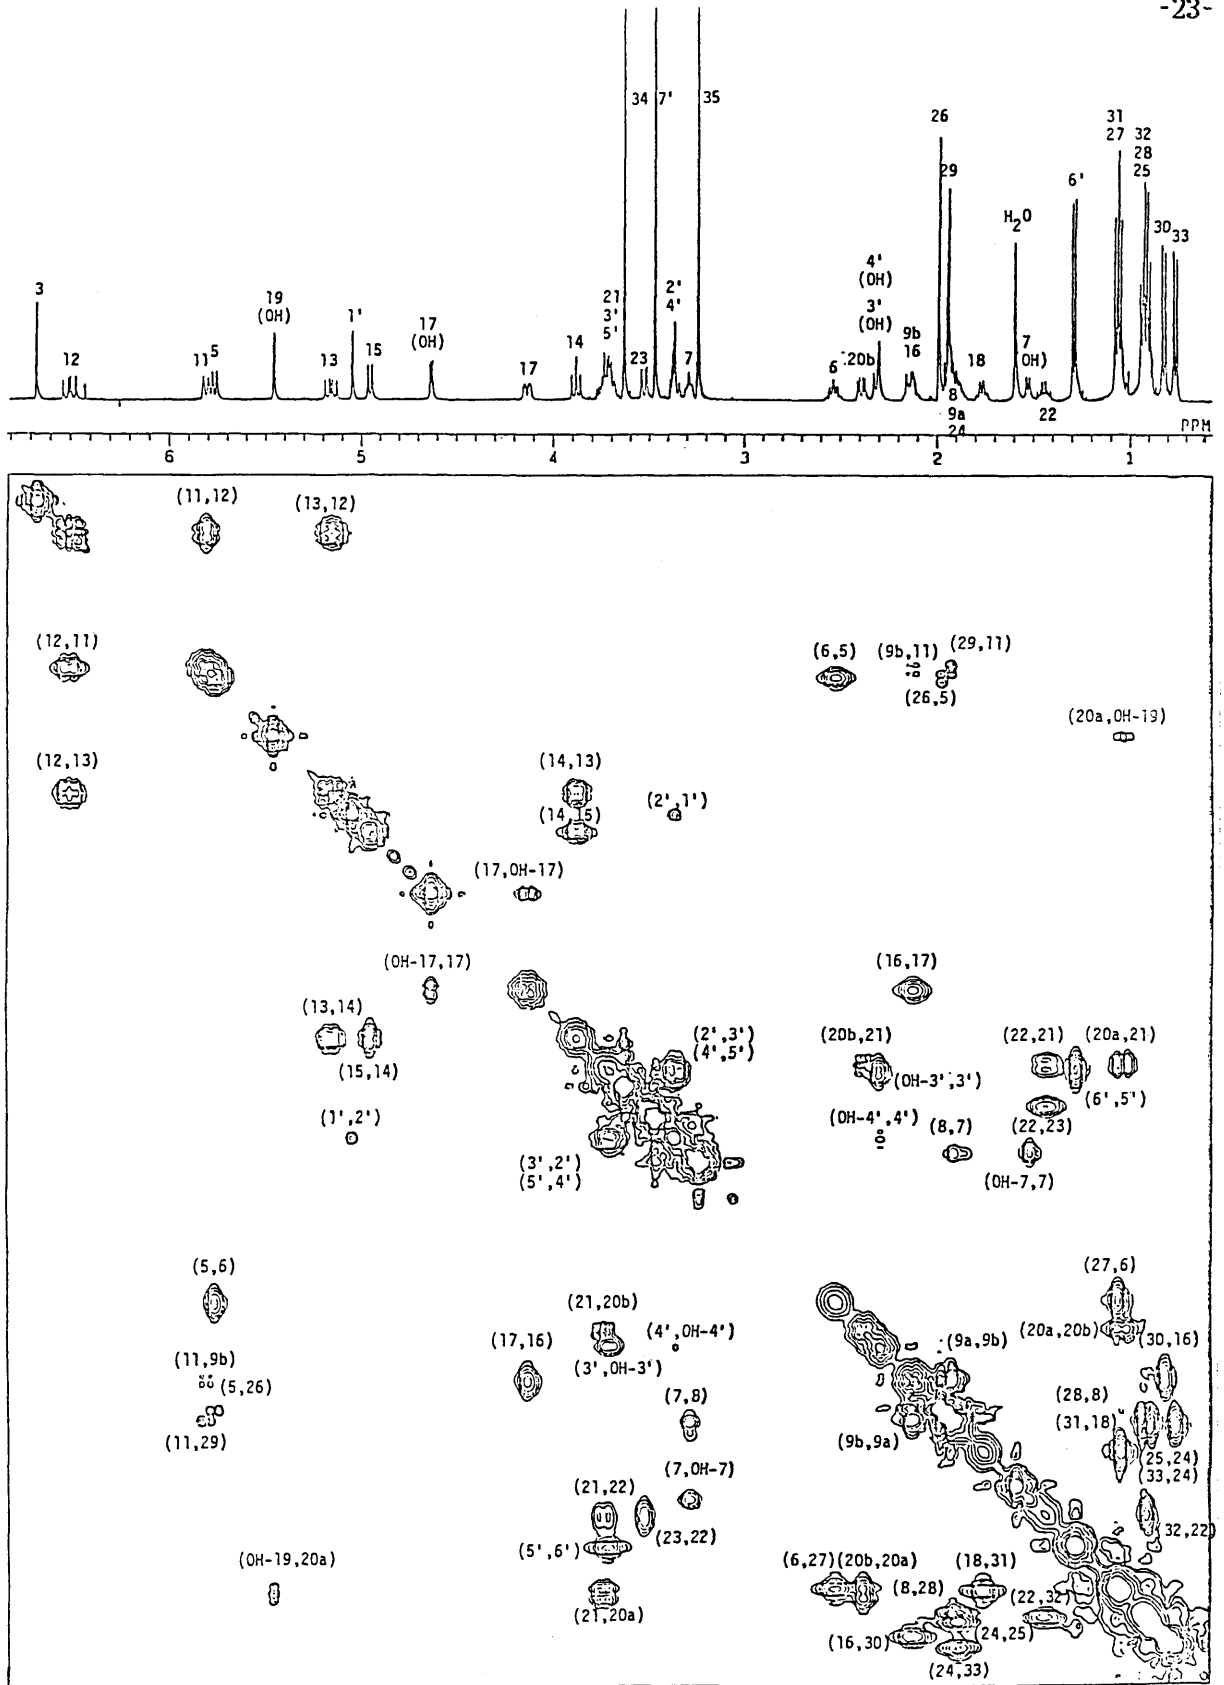 -23-
34 7' 35
26
31
27 32
28
25
29
6'
H2O
30
33
4'
(OH)
3'
(OH)
3
19
(OH)
1'
17
(OH)
21
3'
5'
2'
4'
9b
16
7
(OH)
12
11 5
13
15
17
14
23
7
6
20b
18
8
9a
24
22
PPM
6 5 4 3 2 1
(11,12)
(13,12)
(12,11)
(6,5)
(9b,11)
(29,11)
(26,5)
(20a,OH-19)
(12,13)
(14,13)
(14,15)
(2',1')
(17,OH-17)
(OH-17,17)
(16,17)
(13,14)
(15,14)
(2',3')
(4',5')
(20b,21)
(22,21)
(20a,21)
(OH-3',3')
(6',5')
(1',2')
(OH-4',4')
(8,7)
(22,23)
(3',2')
(5',4')
(OH-7,7)
(5,6)
(27,6)
(21,20b)
(17,16)
(4',OH-4')
(9a,9b)
(20a,20b)
(30,16)
(3',OH-3')
(11,9b)
(5,26)
(7,8)
(28,8)
(31,18)
(11,29)
(9b,9a)
(25,24)
(33,24)
(7,OH-7)
(21,22)
(23,22)
32,22)
(5',6')
(OH-19,20a)
(6,27)
(20b,20a)
(18,31)
(8,28)
(22,32)
(21,20a)
(16,30)
(24,25)
(24,33)